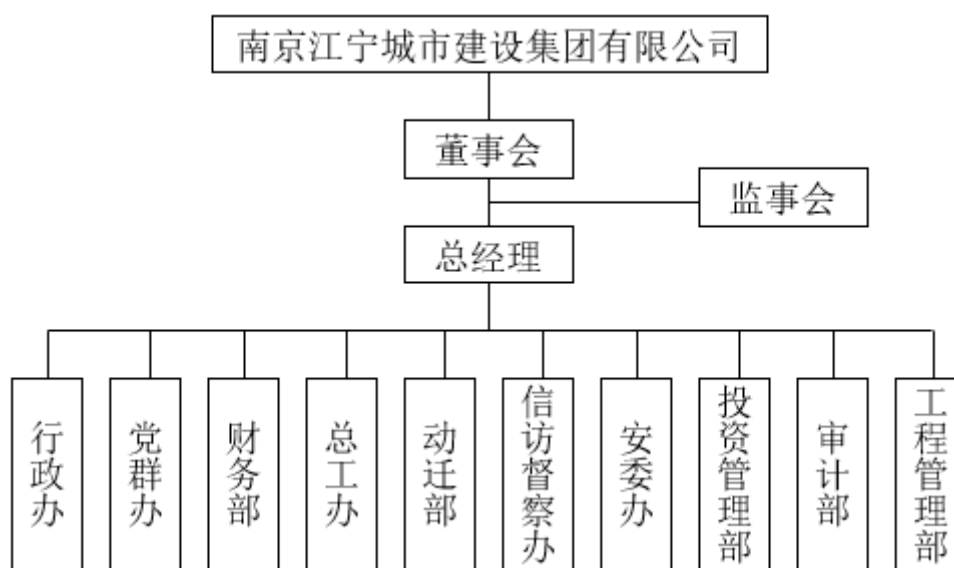 南京江宁城市建设集团有限公司
董事会
监事会
总经理
行政办
党群办
财务部
总工办
动迁部
信访督察办
安委办
投资管理部
审计部
工程管理部